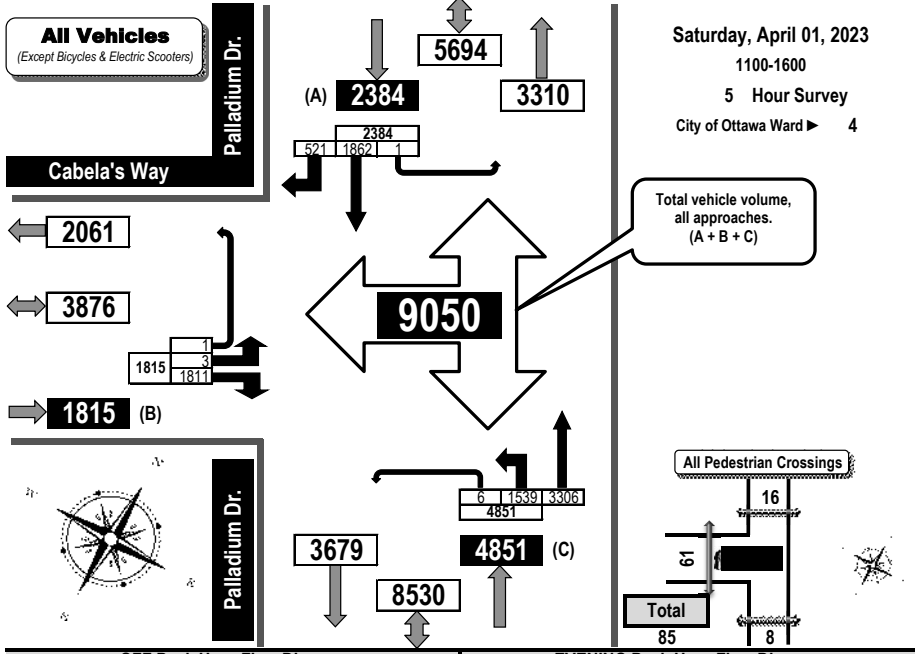 All Vehicles
(Except Bicycles & Electric Scooters)
Palladium Dr.
Cabela's Way
5694
(A) 2384
3310
2384
521 1862 1
Saturday, April 01, 2023
1100-1600
5 Hour Survey
City of Ottawa Ward ► 4
Total vehicle volume,
all approaches.
(A + B + C)
2061
3876
9050
1
1815 3
1811
1815 (B)
Palladium Dr.
6 1539 3306
4851
3679
4851 (C)
8530
All Pedestrian Crossings
16
61
Total
85
8